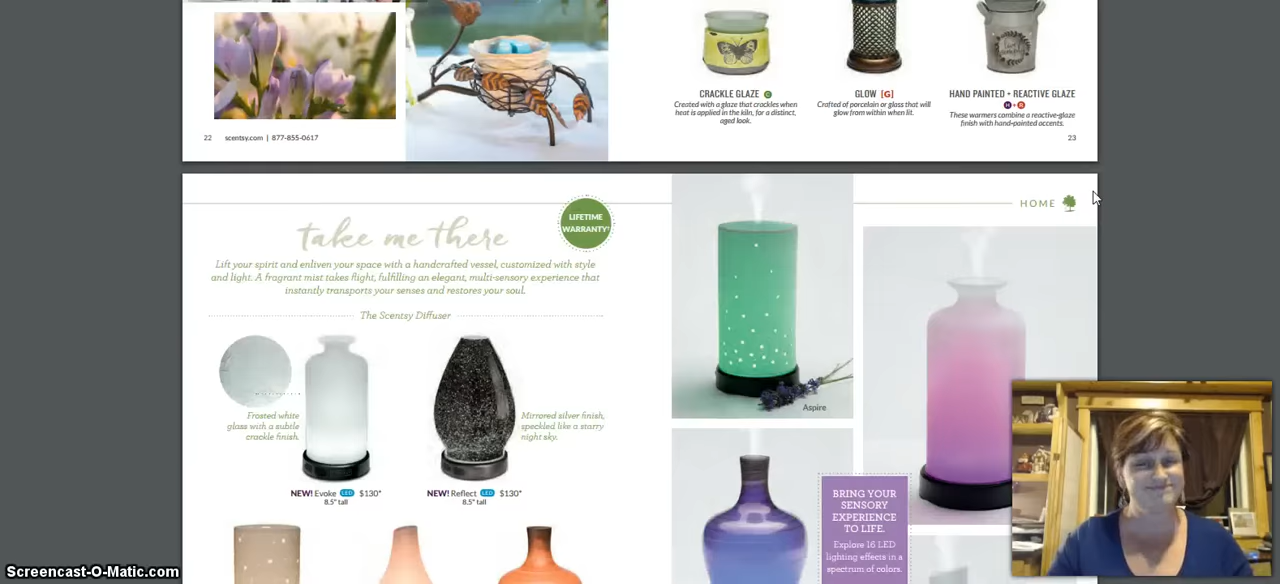 CRACKLE GLAZE C
Created with a glaze that crackles when
heat is applied in the kiln, for a distinct,
aged look.
GLOW [G]
Crafted of porcelain or glass that will
glow from within when lit.
HAND PAINTED + REACTIVE GLAZE
H + R
These warmers combine a reactive-glaze
finish with hand-painted accents.
22 scentsy.com | 877-855-0617
23
HOME
take me there
LIFETIME
WARRANTY†
Lift your spirit and enliven your space with a handcrafted vessel, customized with style
and light. A fragrant mist takes flight, fulfilling an elegant, multi-sensory experience that
instantly transports your senses and restores your soul.
The Scentsy Diffuser
Frosted white
glass with a subtle
crackle finish.
Mirrored silver finish,
speckled like a starry
night sky.
NEW! Evoke LED $130*
8.5" tall
NEW! Reflect LED $130*
8.5" tall
Aspire
BRING YOUR
SENSORY
EXPERIENCE
TO LIFE.
Explore 16 LED
lighting effects in a
spectrum of colors.
Screencast-O-Matic.com